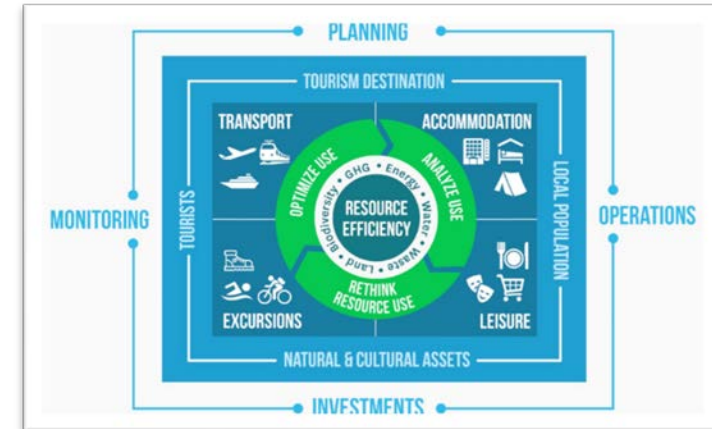 PLANNING
TOURISM DESTINATION
TRANSPORT
ACCOMMODATION
OPTIMIZE USE
ANALYZE USE
GHG • Energy • Water • Waste • Land • Biodiversity •
RESOURCE
EFFICIENCY
MONITORING
TOURISTS
LOCAL POPULATION
OPERATIONS
RETHINK
RESOURCE USE
EXCURSIONS
LEISURE
NATURAL & CULTURAL ASSETS
INVESTMENTS